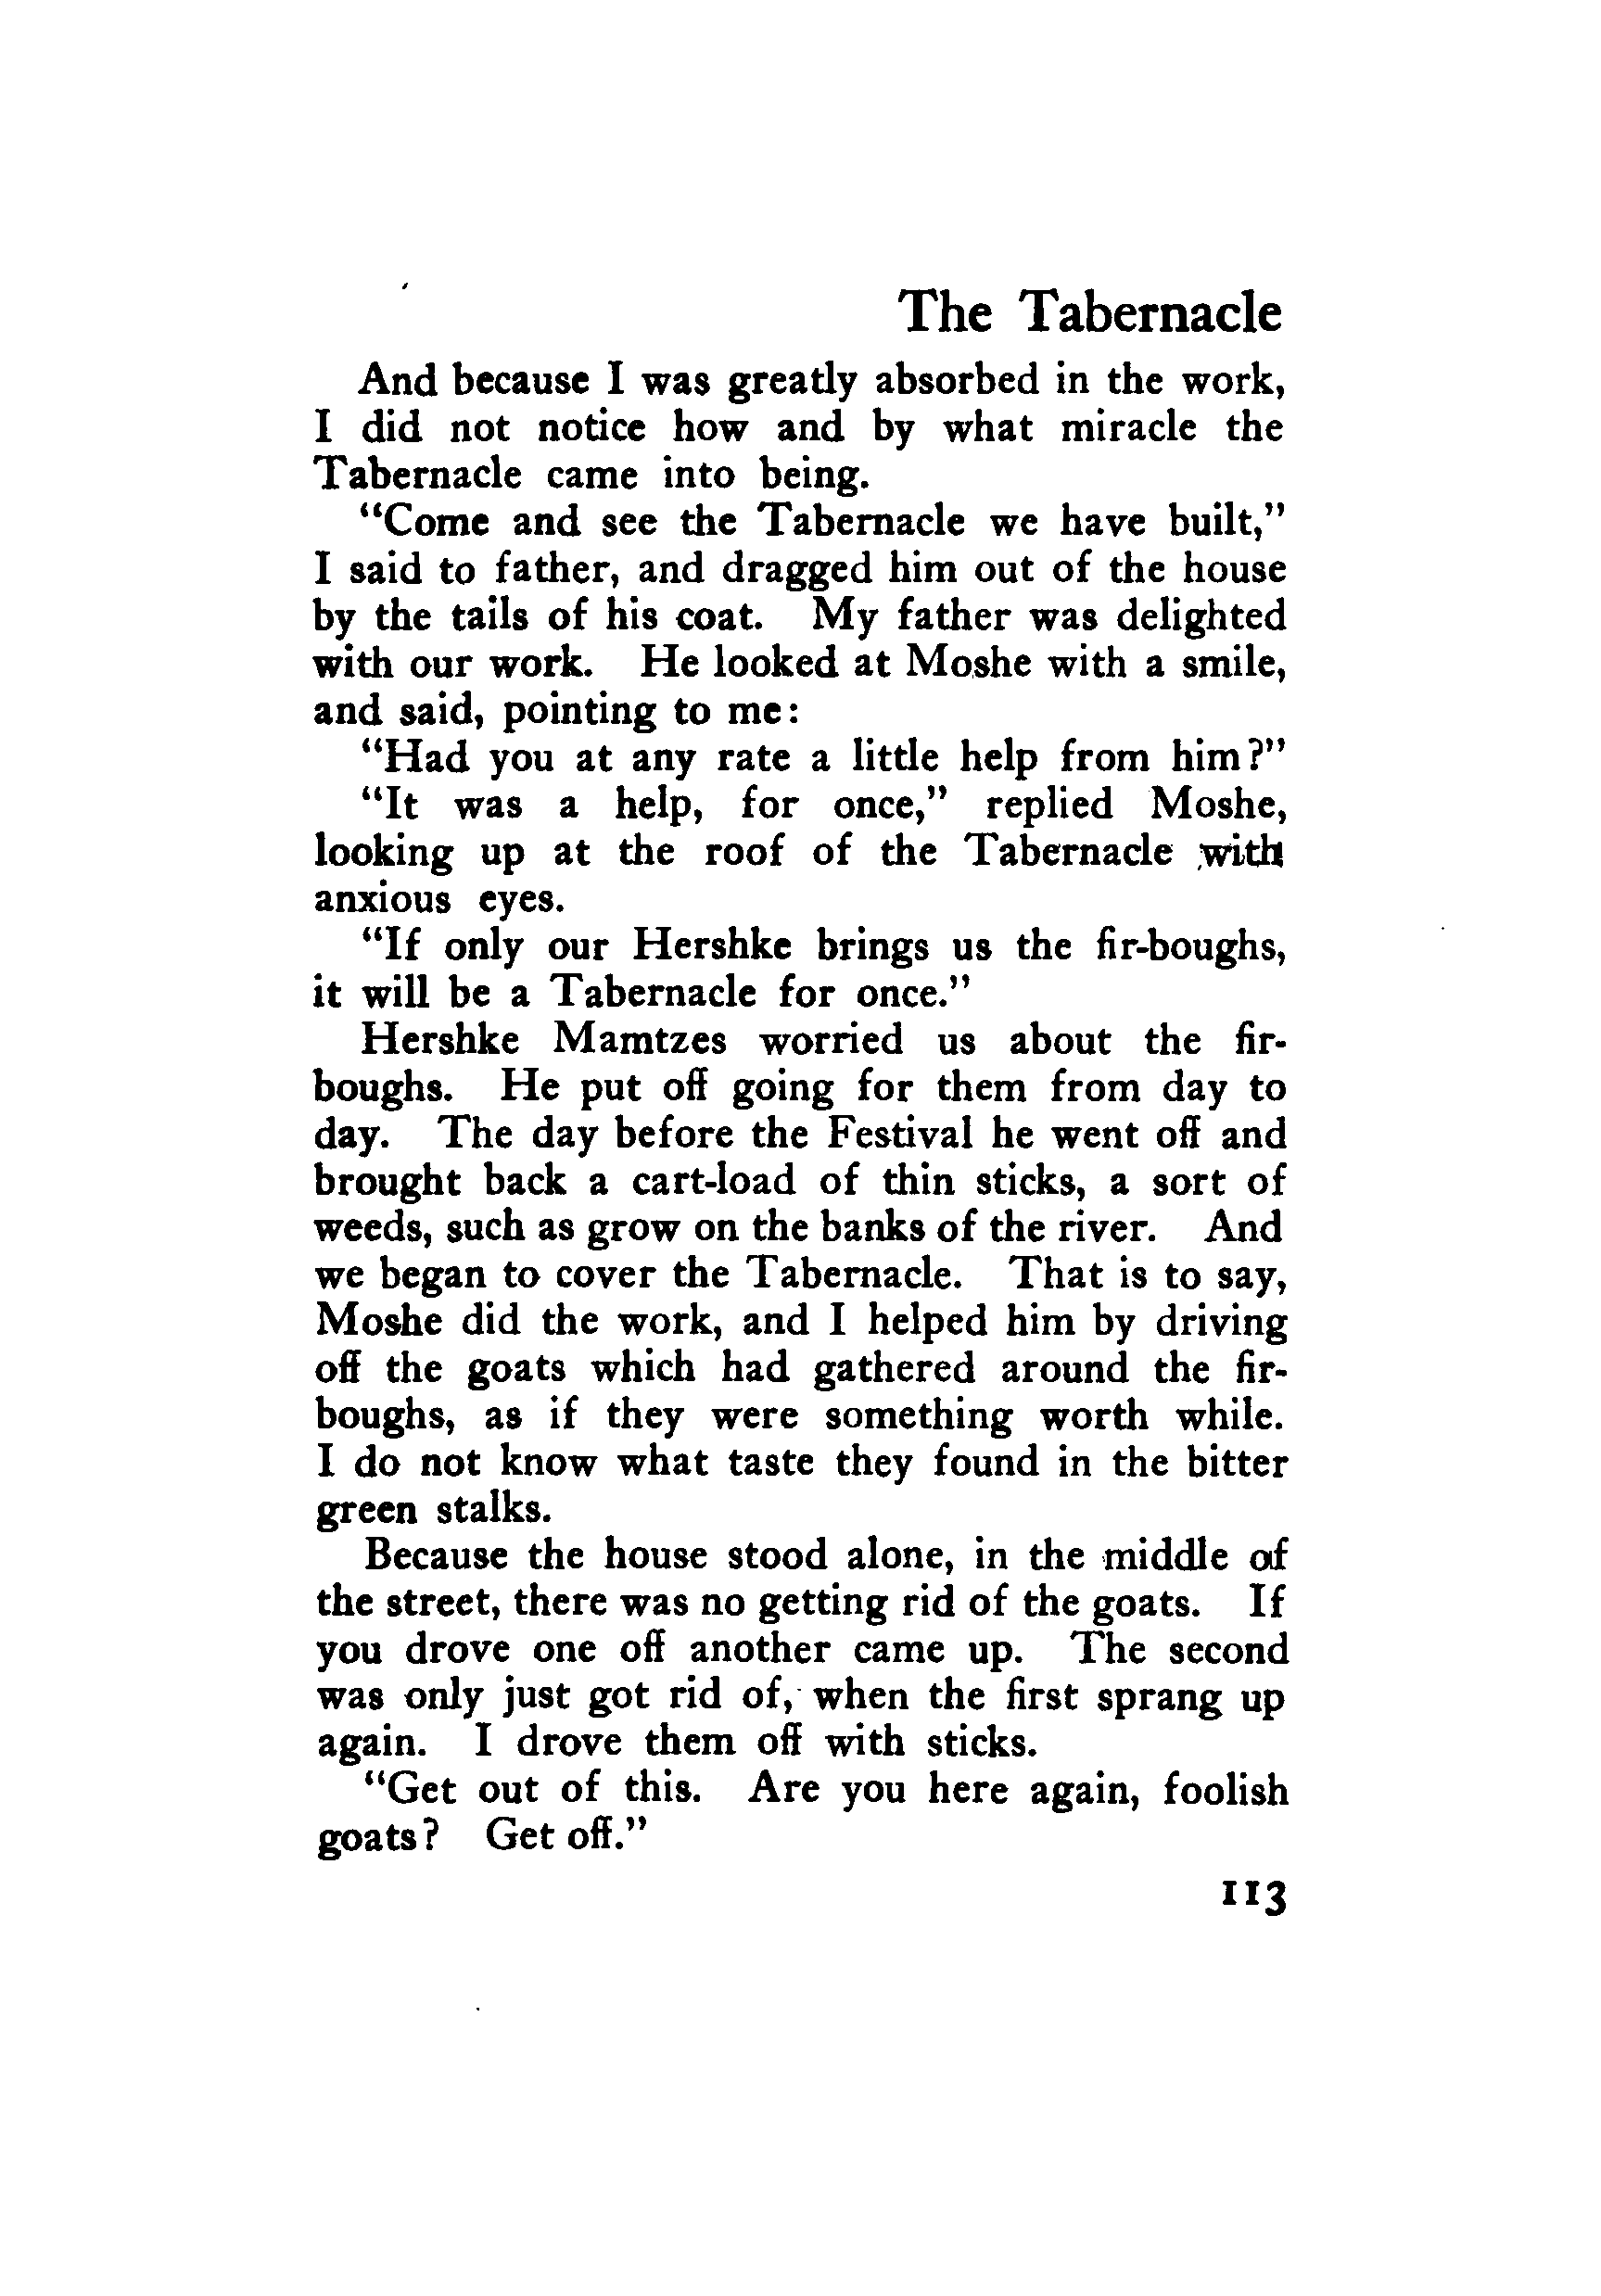 The Tabernacle
And because I was greatly absorbed in the work,
I did not notice how and by what miracle the
Tabernacle came into being.
"Come and see the Tabernacle we have built,"
I said to father, and dragged him out of the house
by the tails of his coat. My father was delighted
with our work. He looked at Moshe with a smile,
and said, pointing to me:
"Had you at any rate a little help from him?"
"It was a help, for once," replied Moshe,
looking up at the roof of the Tabernacle with
anxious eyes.
"If only our Hershke brings us the fir-boughs,
it will be a Tabernacle for once."
Hershke Mamtzes worried us about the fir-
boughs. He put off going for them from day to
day. The day before the Festival he went off and
brought back a cart-load of thin sticks, a sort of
weeds, such as grow on the banks of the river. And
we began to cover the Tabernacle. That is to say,
Moshe did the work, and I helped him by driving
off the goats which had gathered around the fir-
boughs, as if they were something worth while.
I do not know what taste they found in the bitter
green stalks.
Because the house stood alone, in the middle of
the street, there was no getting rid of the goats. If
you drove one off another came up. The second
was only just got rid of, when the first sprang up
again. I drove them off with sticks.
"Get out of this. Are you here again, foolish
goats? Get off."
113